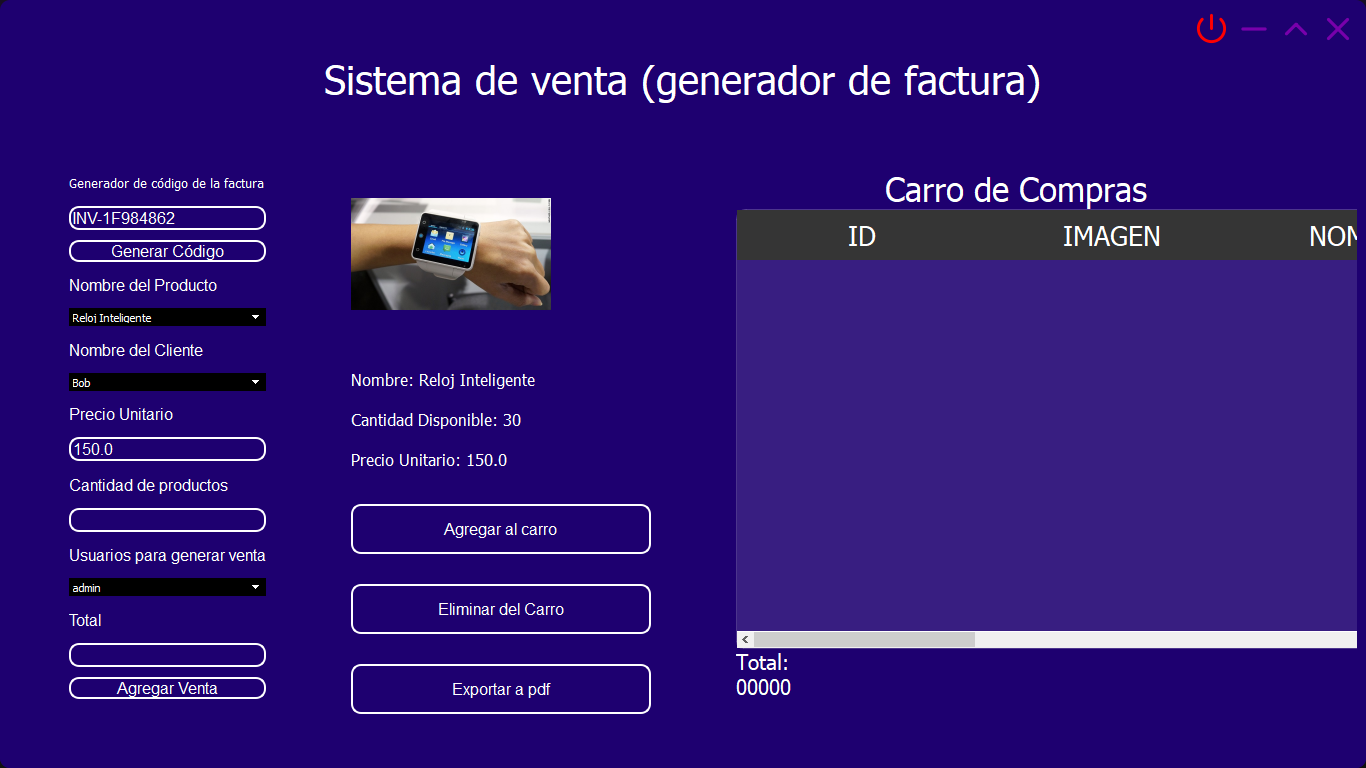 Sistema de venta (generador de factura)
Generador de código de la factura
INV-1F984862
Generar Código
Nombre del Producto
Reloj Inteligente
Nombre del Cliente
Bob
Precio Unitario
150.0
Cantidad de productos
Usuarios para generar venta
admin
Total
Agregar Venta
Nombre: Reloj Inteligente
Cantidad Disponible: 30
Precio Unitario: 150.0
Agregar al carro
Eliminar del Carro
Exportar a pdf
Carro de Compras
ID IMAGEN NOM
Total:
00000